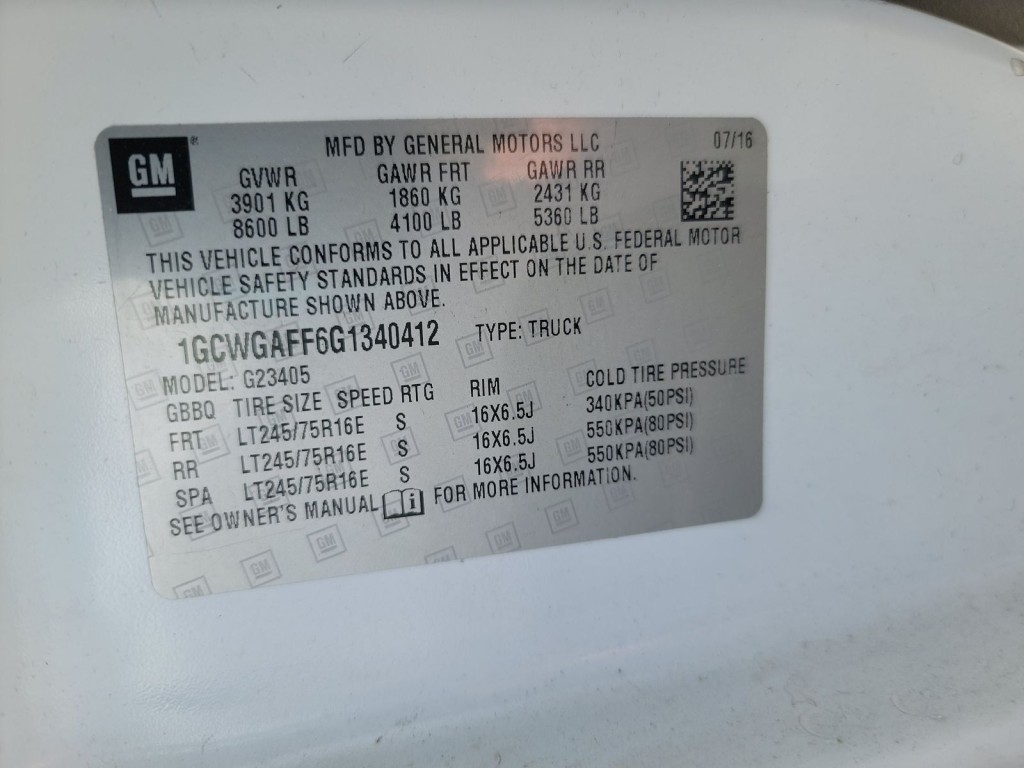 GM®
MFD BY GENERAL MOTORS LLC 07/16
GVWR GAWR FRT GAWR RR
3901 KG 1860 KG 2431 KG
8600 LB 4100 LB 5360 LB
THIS VEHICLE CONFORMS TO ALL APPLICABLE U.S. FEDERAL MOTOR
VEHICLE SAFETY STANDARDS IN EFFECT ON THE DATE OF
MANUFACTURE SHOWN ABOVE.
1GCWGAFF6G1340412 TYPE: TRUCK
MODEL: G23405
GBBQ TIRE SIZE SPEED RTG RIM COLD TIRE PRESSURE
FRT LT245/75R16E S 16X6.5J 340KPA(50PSI)
RR LT245/75R16E S 16X6.5J 550KPA(80PSI)
SPA LT245/75R16E S 16X6.5J 550KPA(80PSI)
SEE OWNER'S MANUAL i FOR MORE INFORMATION.